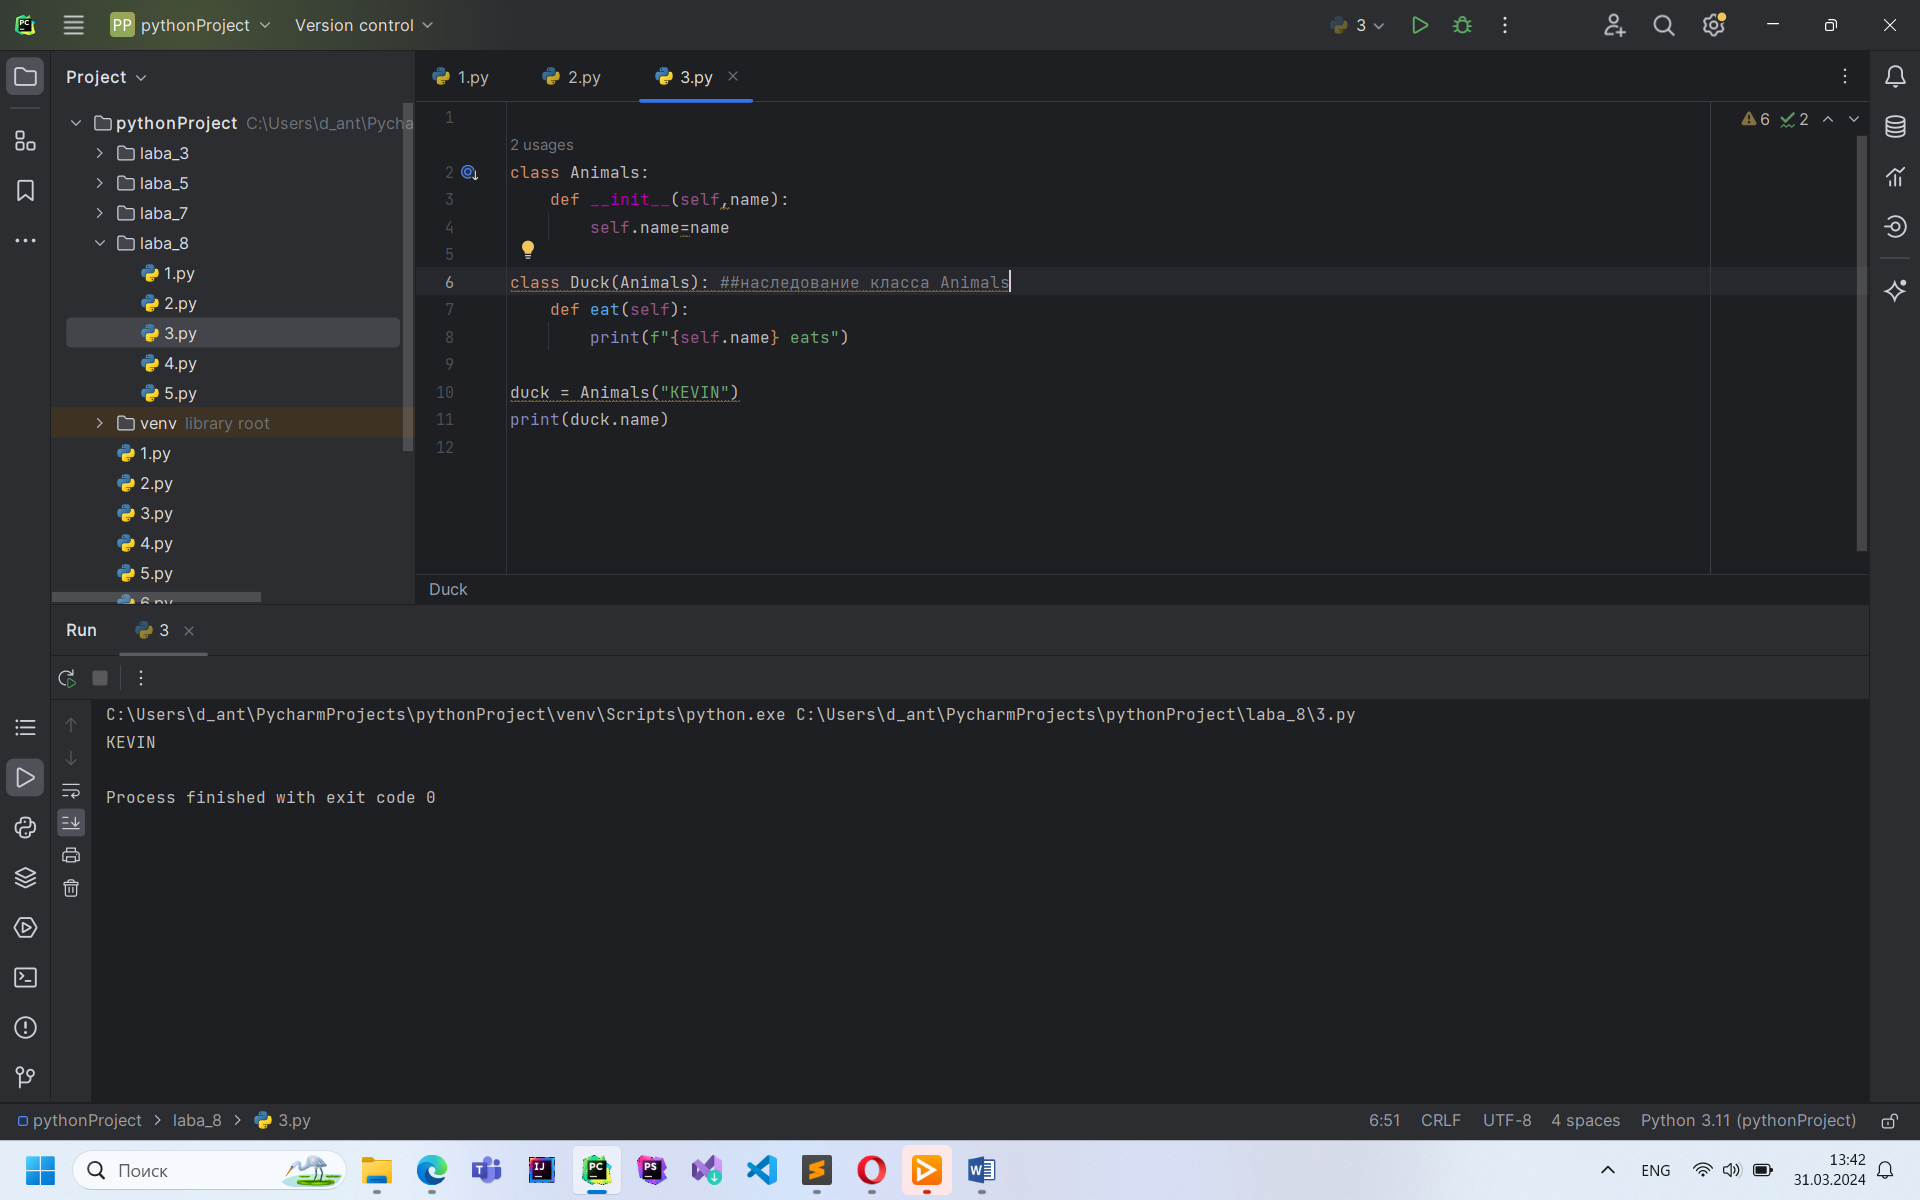 PP pythonProject Version control 3
Project
1.py 2.py 3.py
pythonProject C:\Users\d_ant\Pycha
laba_3
laba_5
laba_7
laba_8
1.py
2.py
3.py
4.py
5.py
venv library root
1.py
2.py
3.py
4.py
5.py
6.py
6 2
1
2 usages
2 class Animals:
3 def __init__(self,name):
4 self.name=name
5
6 class Duck(Animals): ##наследование класса Animals
7 def eat(self):
8 print(f"{self.name} eats")
9
10 duck = Animals("KEVIN")
11 print(duck.name)
12
Duck
Run 3
C:\Users\d_ant\PycharmProjects\pythonProject\venv\Scripts\python.exe C:\Users\d_ant\PycharmProjects\pythonProject\laba_8\3.py
KEVIN
Process finished with exit code 0
pythonProject > laba_8 > 3.py
6:51 CRLF UTF-8 4 spaces Python 3.11 (pythonProject)
Поиск
ENG
13:42
31.03.2024